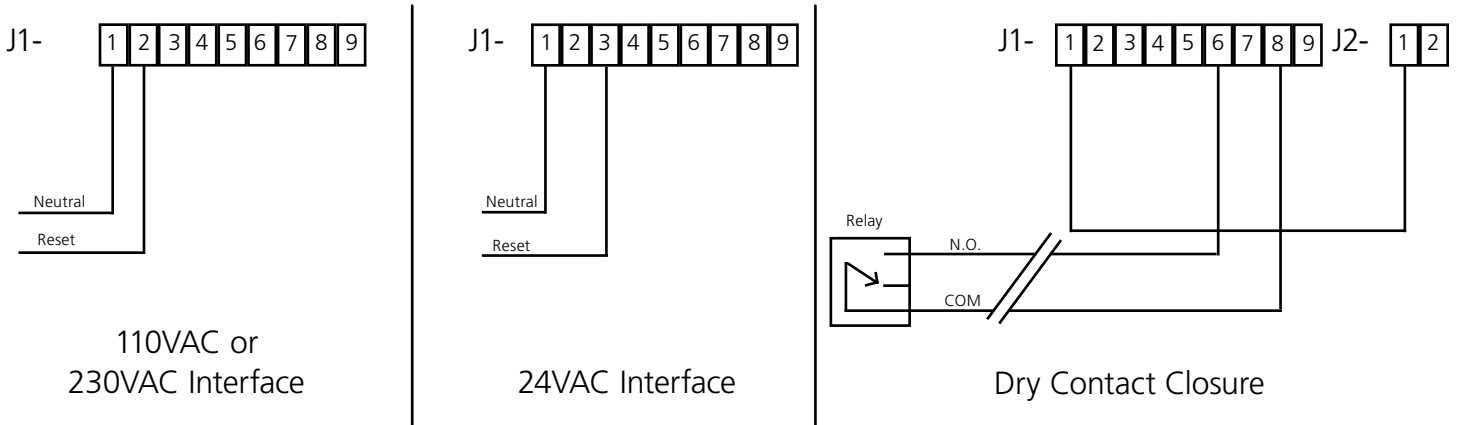 J1- 1 2 3 4 5 6 7 8 9
Neutral
Reset
110VAC or
230VAC Interface
J1- 1 2 3 4 5 6 7 8 9
Neutral
Reset
24VAC Interface
J1- 1 2 3 4 5 6 7 8 9 J2- 1 2
Relay
N.O.
COM
Dry Contact Closure